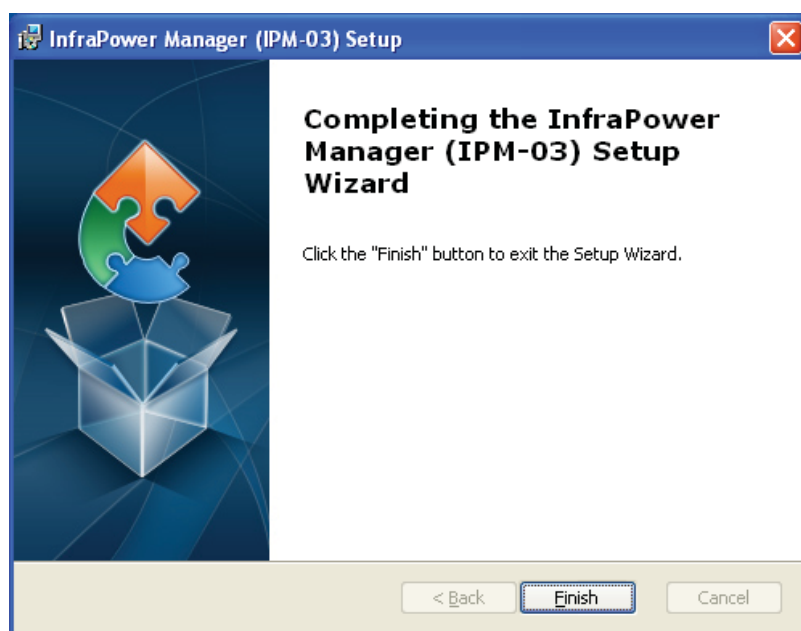 InfraPower Manager (IPM-03) Setup
Completing the InfraPower
Manager (IPM-03) Setup
Wizard
Click the "Finish" button to exit the Setup Wizard.
< Back
Finish
Cancel